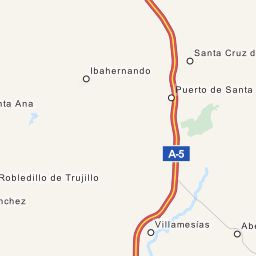 Santa Cruz d
Ibahernando
Puerto de Santa
nta Ana
A-5
Robledillo de Trujillo
nchez
Villamesías
Abe